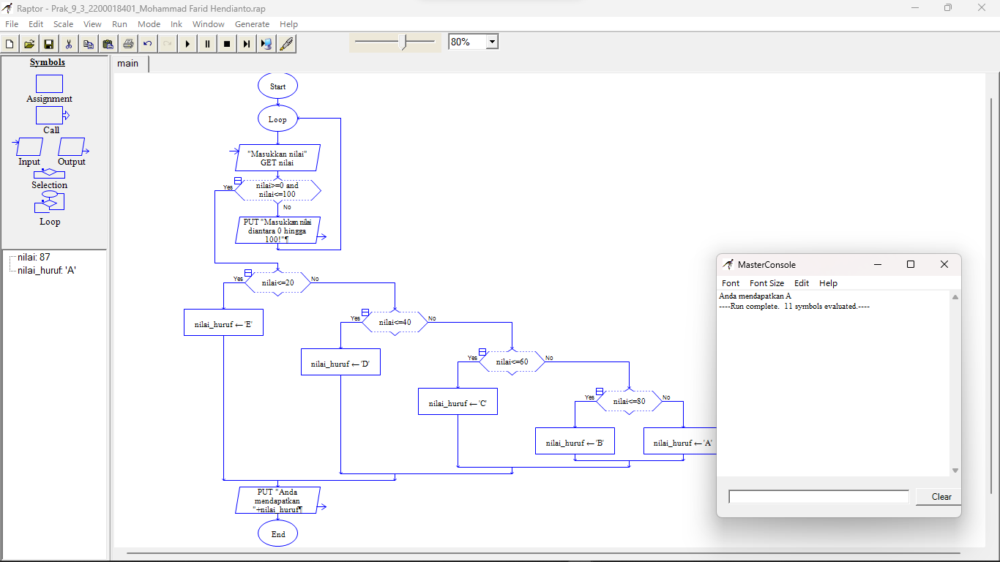 Raptor - Prak_9_3_2200018401_Mohammad Farid Hendianto.rap
File Edit Scale View Run Mode Ink Window Generate Help
80%
Symbols
Assignment
Call
Input Output
Selection
Loop
nilai: 87
nilai_huruf: 'A'
main
Start
Loop
"Masukkan nilai"
GET nilai
Yes
nilai>=0 and
nilai<=100
No
PUT "Masukkan nilai
diantara 0 hingga
100!"¶
Yes
nilai<=20
No
nilai_huruf ← 'E'
Yes
nilai<=40
No
nilai_huruf ← 'D'
Yes
nilai<=60
No
nilai_huruf ← 'C'
Yes
nilai<=80
No
nilai_huruf ← 'B'
nilai_huruf ← 'A'
PUT "Anda
mendapatkan
"+nilai_huruf¶
End
MasterConsole
Font Font Size Edit Help
Anda mendapatkan A
----Run complete. 11 symbols evaluated.----
Clear